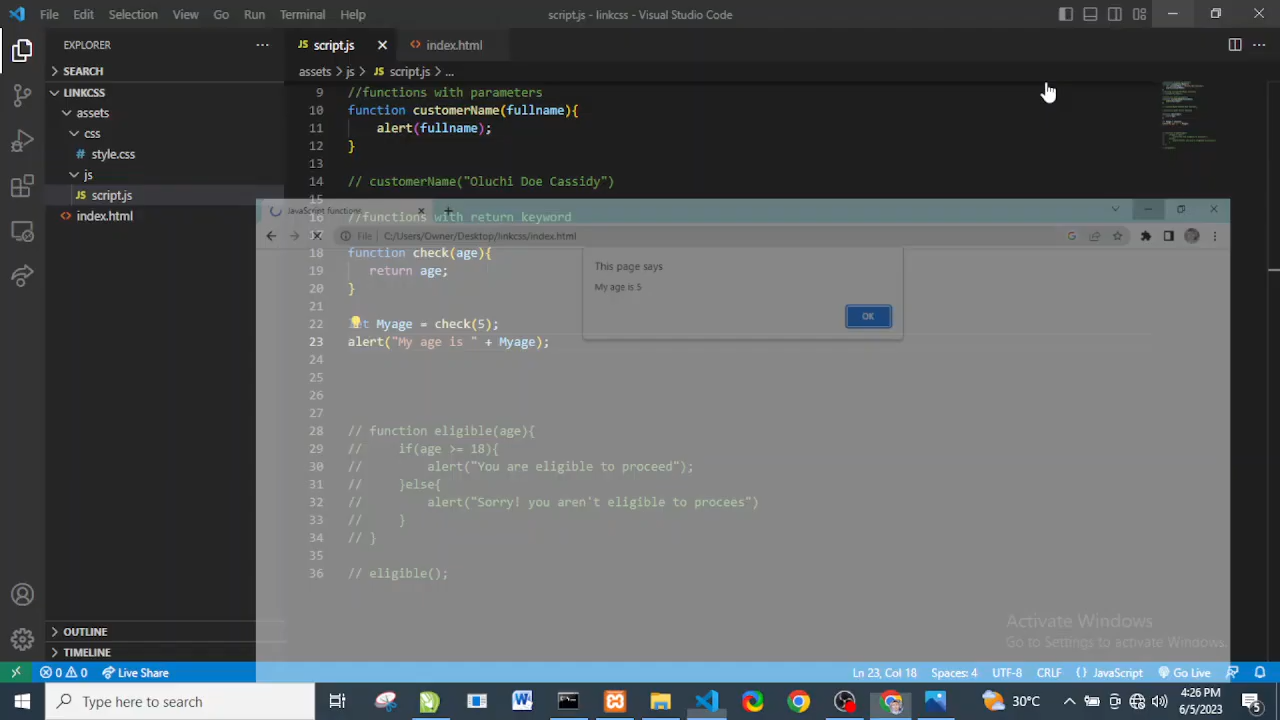 File Edit Selection View Go Run Terminal Help script.js - linkcss - Visual Studio Code
EXPLORER
SEARCH
LINKCSS
assets
css
# style.css
js
JS script.js
<> index.html
OUTLINE
TIMELINE
JS script.js <> index.html
assets > js > JS script.js > ...
9 //functions with parameters
10 function customerName(fullname){
11 alert(fullname);
12 }
13
14 // customerName("Oluchi Doe Cassidy")
15
16 //functions with return keyword
17
18 function check(age){
19 return age;
20 }
21
22 let Myage = check(5);
23 alert("My age is " + Myage);
24
25
26
27
28 // function eligible(age){
29 // if(age >= 18){
30 // alert("You are eligible to proceed");
31 // }else{
32 // alert("Sorry! you aren't eligible to procees")
33 // }
34 // }
35
36 // eligible();
JavaScript functions
File C:/Users/Owner/Desktop/linkcss/index.html
This page says
My age is 5
OK
Activate Windows
Go to Settings to activate Windows.
0 0 Live Share Ln 23, Col 18 Spaces: 4 UTF-8 CRLF {} JavaScript Go Live
Type here to search
30°C
4:26 PM
6/5/2023
5